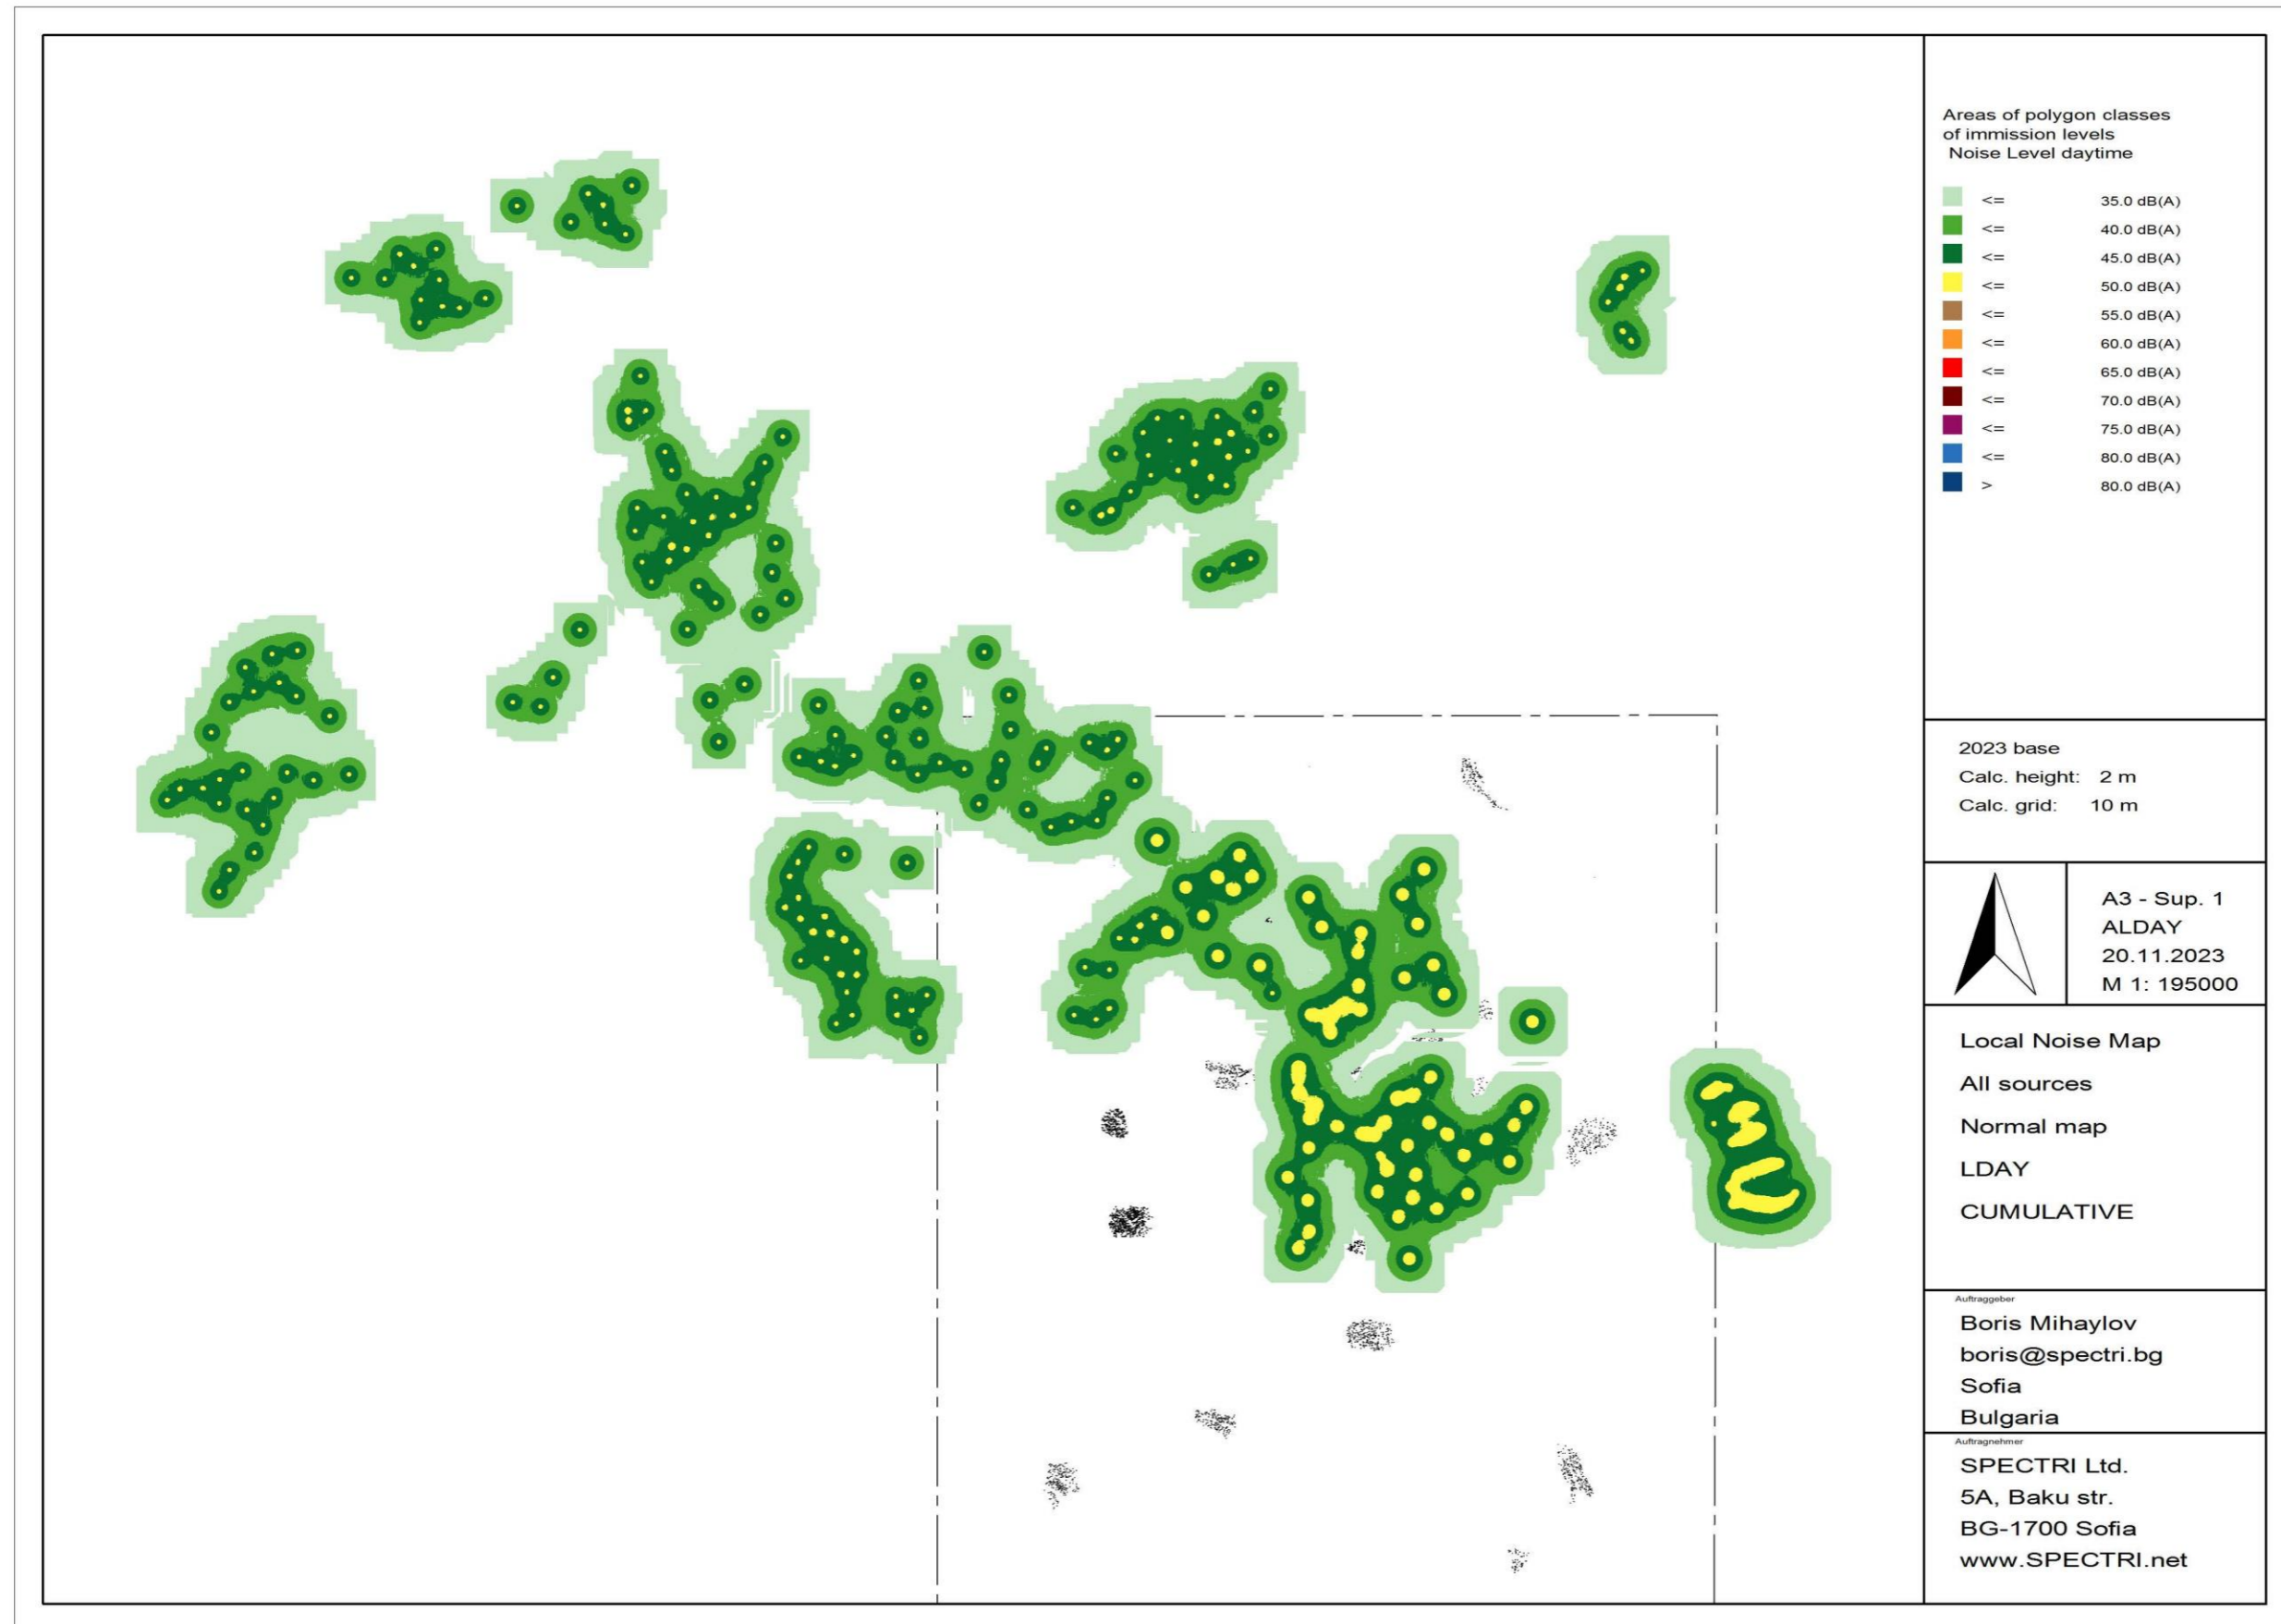 Areas of polygon classes
of immission levels
Noise Level daytime
<= 35.0 dB(A)
<= 40.0 dB(A)
<= 45.0 dB(A)
<= 50.0 dB(A)
<= 55.0 dB(A)
<= 60.0 dB(A)
<= 65.0 dB(A)
<= 70.0 dB(A)
<= 75.0 dB(A)
<= 80.0 dB(A)
> 80.0 dB(A)
2023 base
Calc. height: 2 m
Calc. grid: 10 m
A3 - Sup. 1
ALDAY
20.11.2023
M 1: 195000
Local Noise Map
All sources
Normal map
LDAY
CUMULATIVE
Auftraggeber
Boris Mihaylov
boris@spectri.bg
Sofia
Bulgaria
Auftragnehmer
SPECTRI Ltd.
5A, Baku str.
BG-1700 Sofia
www.SPECTRI.net